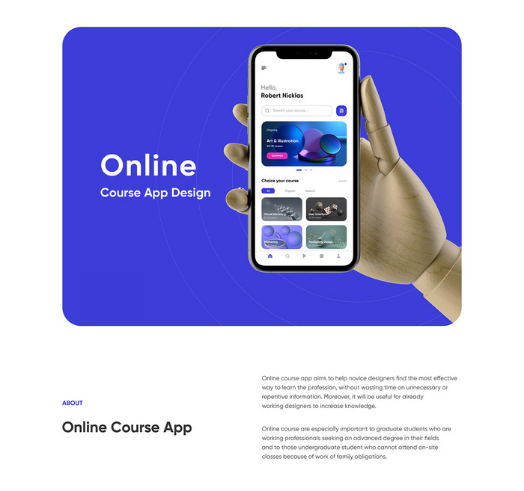 Hello,
Robert Nicklas
Search your course...
Art & Illustration
Online
Course App Design
Choice your course
All
Online course app aims to help novice designers find the most effective
way to learn the profession, without wasting time on unnecessary or
repetitive information. Moreover, it will be useful for already
working designers to increase knowledge.
ABOUT
Online Course App
Online course are especially important to graduate students who are
working professionals seeking an advanced degree in their fields
and to those undergraduate student who cannot attend on-site
classes because of work of family obligations.